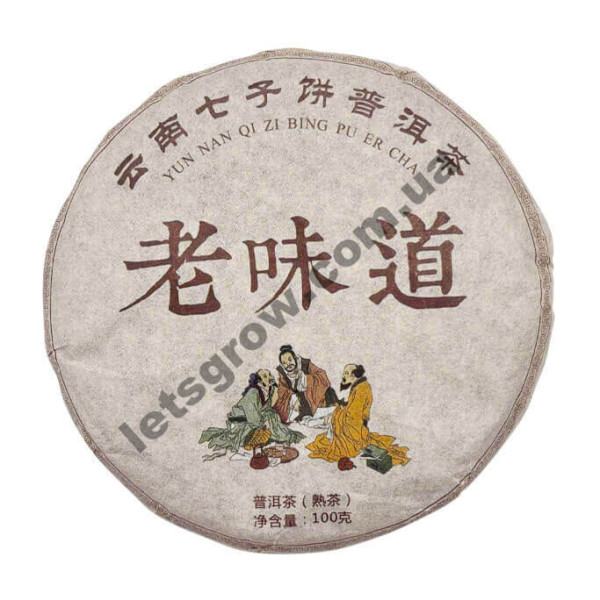 云南七子饼普洱茶
YUN NAN QI ZI BING PU ER CHA
老味道
letsgrow.com.ua
普洱茶（熟茶）
净含量：100克